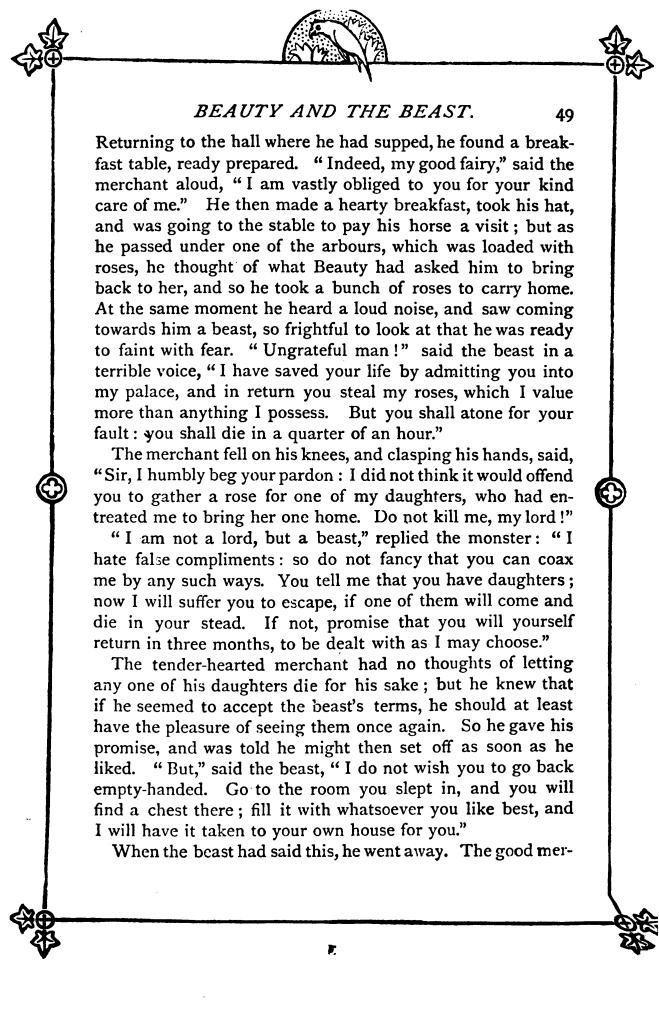 BEAUTY AND THE BEAST. 49
Returning to the hall where he had supped, he found a break-
fast table, ready prepared. “Indeed, my good fairy,” said the
merchant aloud, “I am vastly obliged to you for your kind
care of me.” He then made a hearty breakfast, took his hat,
and was going to the stable to pay his horse a visit; but as
he passed under one of the arbours, which was loaded with
roses, he thought of what Beauty had asked him to bring
back to her, and so he took a bunch of roses to carry home.
At the same moment he heard a loud noise, and saw coming
towards him a beast, so frightful to look at that he was ready
to faint with fear. “Ungrateful man!” said the beast in a
terrible voice, “I have saved your life by admitting you into
my palace, and in return you steal my roses, which I value
more than anything I possess. But you shall atone for your
fault: you shall die in a quarter of an hour.”
The merchant fell on his knees, and clasping his hands, said,
“Sir, I humbly beg your pardon: I did not think it would offend
you to gather a rose for one of my daughters, who had en-
treated me to bring her one home. Do not kill me, my lord!”
“I am not a lord, but a beast,” replied the monster: “I
hate false compliments: so do not fancy that you can coax
me by any such ways. You tell me that you have daughters;
now I will suffer you to escape, if one of them will come and
die in your stead. If not, promise that you will yourself
return in three months, to be dealt with as I may choose.”
The tender-hearted merchant had no thoughts of letting
any one of his daughters die for his sake; but he knew that
if he seemed to accept the beast's terms, he should at least
have the pleasure of seeing them once again. So he gave his
promise, and was told he might then set off as soon as he
liked. “But,” said the beast, “I do not wish you to go back
empty-handed. Go to the room you slept in, and you will
find a chest there; fill it with whatsoever you like best, and
I will have it taken to your own house for you.”
When the beast had said this, he went away. The good mer-